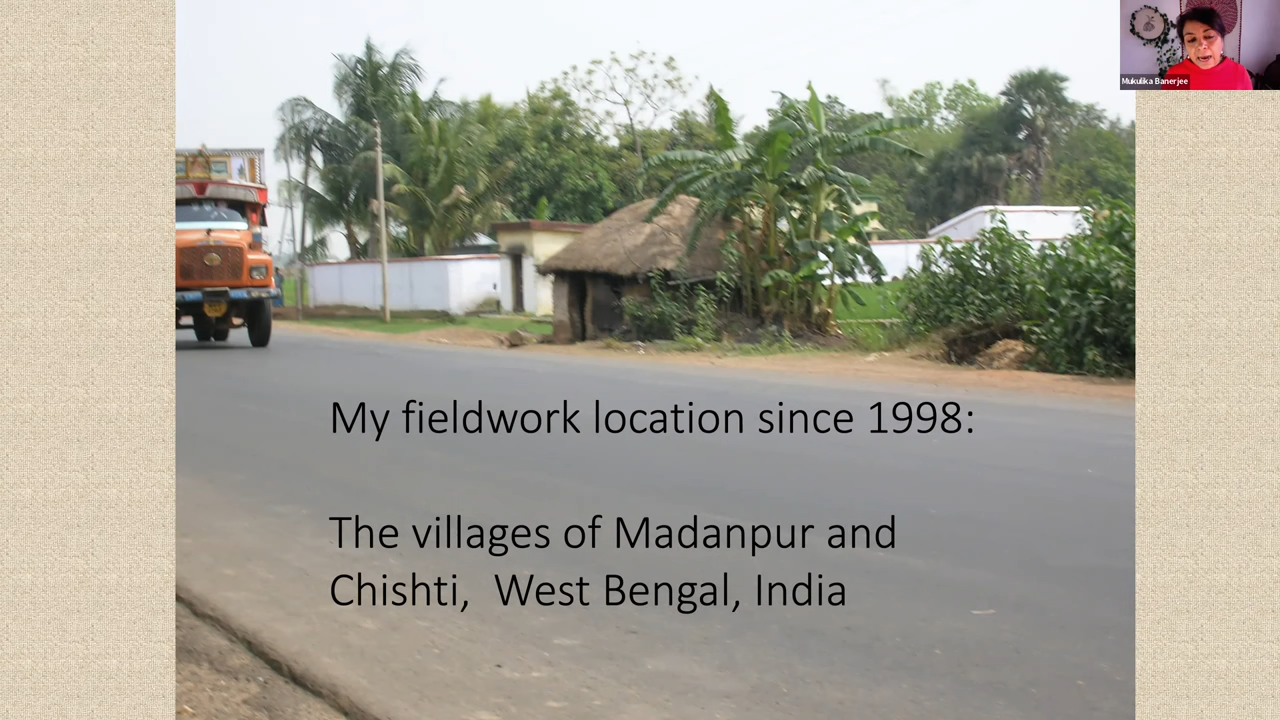 Mukulika Banerjee
My fieldwork location since 1998:
The villages of Madanpur and
Chishti, West Bengal, India